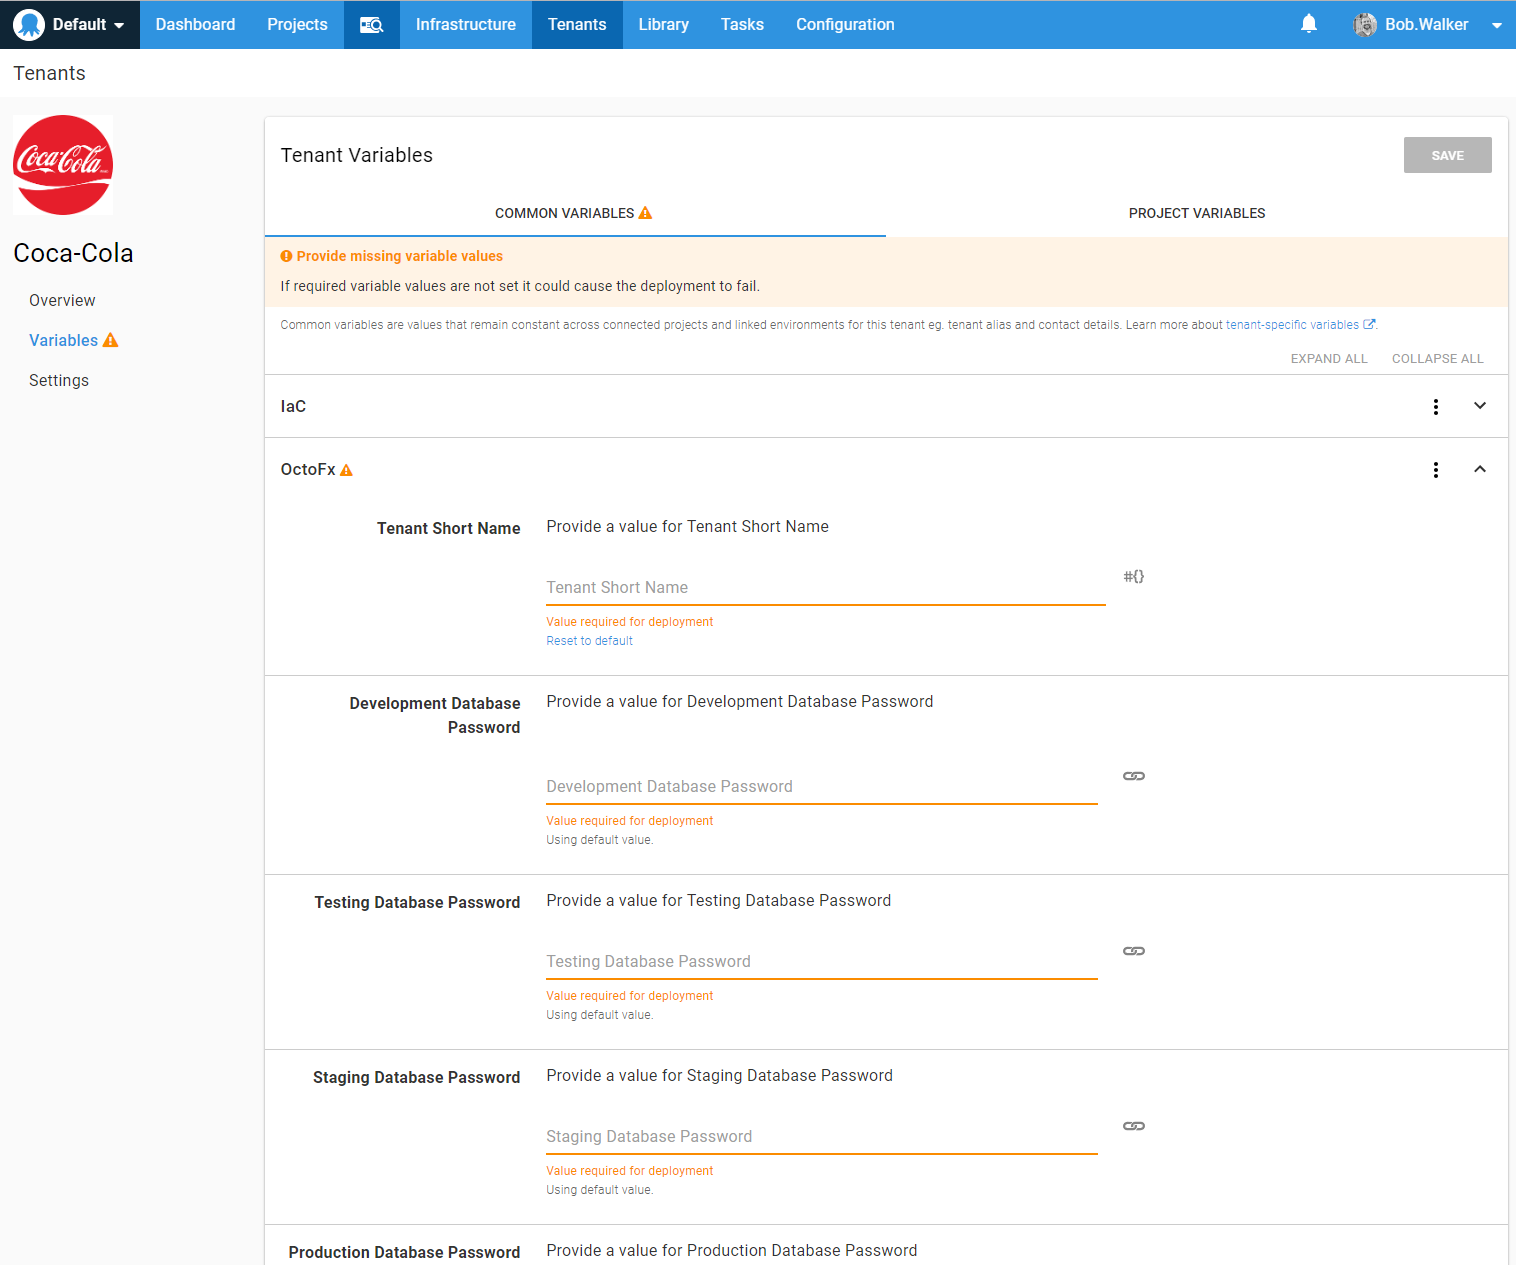 Default
Dashboard
Projects
Infrastructure
Tenants
Library
Tasks
Configuration
Bob.Walker
Tenants
Coca-Cola
Coca-Cola
Overview
Variables
Settings
Tenant Variables
SAVE
COMMON VARIABLES
PROJECT VARIABLES
Provide missing variable values
If required variable values are not set it could cause the deployment to fail.
Common variables are values that remain constant across connected projects and linked environments for this tenant eg. tenant alias and contact details. Learn more about tenant-specific variables.
EXPAND ALL
COLLAPSE ALL
IaC
OctoFx
Tenant Short Name
Provide a value for Tenant Short Name
Tenant Short Name
#{}
Value required for deployment
Reset to default
Development Database
Password
Provide a value for Development Database Password
Development Database Password
Value required for deployment
Using default value.
Testing Database Password
Provide a value for Testing Database Password
Testing Database Password
Value required for deployment
Using default value.
Staging Database Password
Provide a value for Staging Database Password
Staging Database Password
Value required for deployment
Using default value.
Production Database Password
Provide a value for Production Database Password